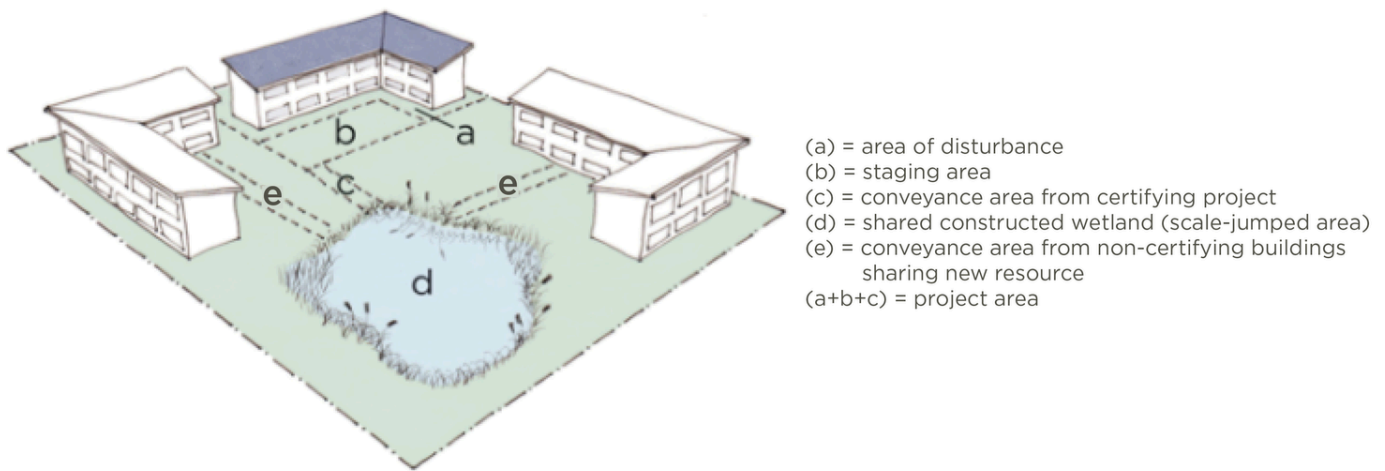 b
a
c
e
e
d
(a) = area of disturbance
(b) = staging area
(c) = conveyance area from certifying project
(d) = shared constructed wetland (scale-jumped area)
(e) = conveyance area from non-certifying buildings
sharing new resource
(a+b+c) = project area